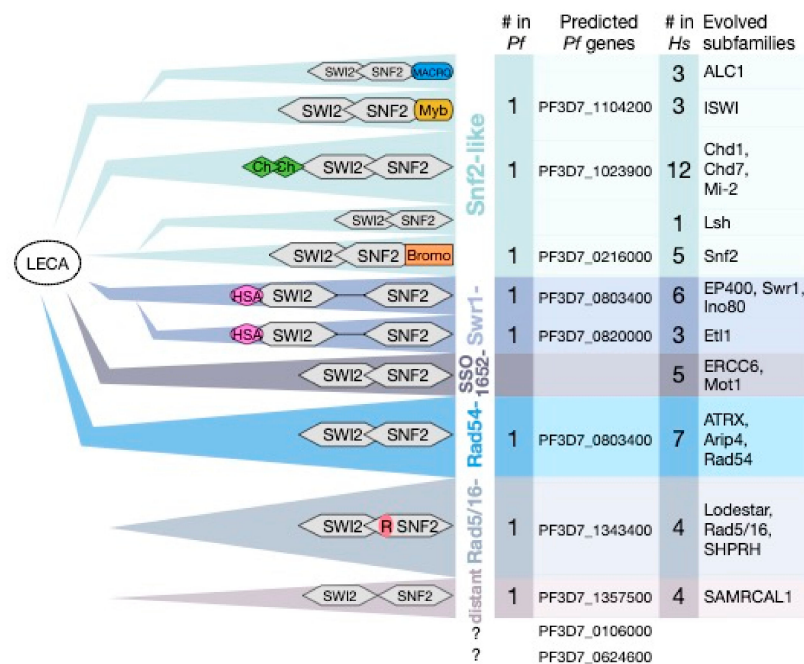 # in Pf Predicted Pf genes # in Hs Evolved subfamilies
SWI2 SNF2 MACRO 3 ALC1
SWI2 SNF2 Myb 1 PF3D7_1104200 3 ISWI
Ch Ch SWI2 SNF2 1 PF3D7_1023900 12 Chd1,
Chd7,
Mi-2
Snf2-like
SWI2 SNF2 1 Lsh
LECA
SWI2 SNF2 Bromo 1 PF3D7_0216000 5 Snf2
HSA SWI2 SNF2 1 PF3D7_0803400 6 EP400, Swr1,
Ino80
Swr1-
HSA SWI2 SNF2 1 PF3D7_0820000 3 Etl1
SWI2 SNF2 SSO
1652- 5 ERCC6,
Mot1
SWI2 SNF2 Rad54- 1 PF3D7_0803400 7 ATRX,
Arip4,
Rad54
SWI2 R SNF2 Rad5/16- 1 PF3D7_1343400 4 Lodestar,
Rad5/16,
SHPRH
SWI2 SNF2 distant 1 PF3D7_1357500 4 SAMRCAL1
? PF3D7_0106000
? PF3D7_0624600